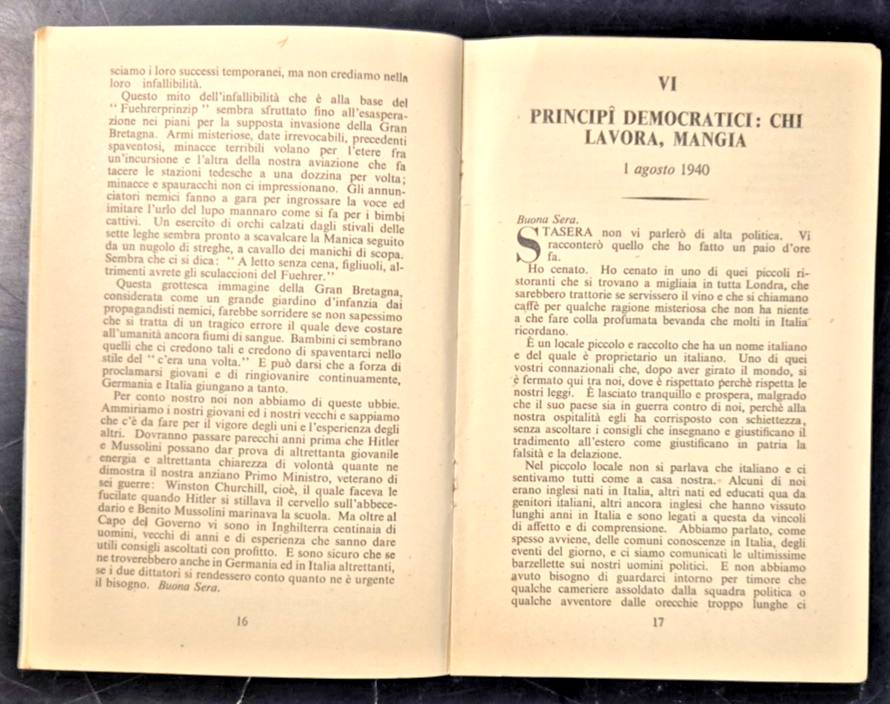 sciamo i loro successi temporanei, ma non crediamo nella
loro infallibilità.
Questo mito dell'infallibilità che è alla base del
“ Fuehrerprinzip ” sembra sfruttato fino all'esaspera-
zione nei piani per la supposta invasione della Gran
Bretagna. Armi misteriose, date irrevocabili, precedenti
spaventosi, minacce terribili volano per l'etere fra
un'incursione e l'altra della nostra aviazione che fa
tacere le stazioni tedesche a una dozzina per volta;
minacce e spauracchi non ci impressionano. Gli annun-
ciatori nemici fanno a gara per ingrossare la voce ed
imitare l'urlo del lupo mannaro come si fa per i bimbi
cattivi. Un esercito di orchi calzati dagli stivali delle
sette leghe sembra pronto a scavalcare la Manica seguito
da un nugolo di streghe, a cavallo dei manichi di scopa.
Sembra che ci si dica: “ A letto senza cena, figliuoli, al-
trimenti avrete gli sculaccioni del Fuehrer.”
Questa grottesca immagine della Gran Bretagna,
considerata come un grande giardino d'infanzia dai
propagandisti nemici, farebbe sorridere se non sapessimo
che si tratta di un tragico errore il quale deve costare
all'umanità ancora fiumi di sangue. Bambini ci sembrano
quelli che ci credono tali e credono di spaventarci nello
stile del “ c'era una volta.” E può darsi che a forza di
proclamarsi giovani e di ringiovanire continuamente,
Germania e Italia giungano a tanto.
Per conto nostro noi non abbiamo di queste ubbie.
Ammiriamo i nostri giovani ed i nostri vecchi e sappiamo
che c'è da fare per il vigore degli uni e l'esperienza degli
altri. Dovranno passare parecchi anni prima che Hitler
e Mussolini possano dar prova di altrettanta giovanile
energia e altrettanta chiarezza di volontà quante ne
dimostra il nostro anziano Primo Ministro, veterano di
sei guerre: Winston Churchill, cioè, il quale faceva le
fucilate quando Hitler si stillava il cervello sull'abbece-
dario e Benito Mussolini marinava la scuola. Ma oltre al
Capo del Governo vi sono in Inghilterra centinaia di
uomini, vecchi di anni e di esperienza che sanno dare
utili consigli ascoltati con profitto. E sono sicuro che se
ne troverebbero anche in Germania ed in Italia altrettanti,
se i due dittatori si rendessero conto quanto ne è urgente
il bisogno. Buona Sera.
16
VI
PRINCIPÎ DEMOCRATICI: CHI
LAVORA, MANGIA
1 agosto 1940
Buona Sera.
STASERA non vi parlerò di alta politica. Vi
racconterò quello che ho fatto un paio d'ore
fa.
Ho cenato. Ho cenato in uno di quei piccoli ri-
storanti che si trovano a migliaia in tutta Londra, che
sarebbero trattorie se servissero il vino e che si chiamano
caffè per qualche ragione misteriosa che non ha niente
a che fare colla profumata bevanda che molti in Italia
ricordano.
È un locale piccolo e raccolto che ha un nome italiano
e del quale è proprietario un italiano. Uno di quei
vostri connazionali che, dopo aver girato il mondo, si
è fermato qui tra noi, dove è rispettato perchè rispetta le
nostri leggi. È lasciato tranquillo e prospera, malgrado
che il suo paese sia in guerra contro di noi, perchè alla
nostra ospitalità egli ha corrisposto con schiettezza,
senza ascoltare i consigli che insegnano e giustificano il
tradimento all'estero come giustificano in patria la
falsità e la delazione.
Nel piccolo locale non si parlava che italiano e ci
sentivamo tutti come a casa nostra. Alcuni di noi
erano inglesi nati in Italia, altri nati ed educati qua da
genitori italiani, altri ancora inglesi che hanno vissuto
lunghi anni in Italia e sono legati a questa da vincoli
di affetto e di comprensione. Abbiamo parlato, come
spesso avviene, delle comuni conoscenze in Italia, degli
eventi del giorno, e ci siamo comunicati le ultimissime
barzellette sui nostri uomini politici. E non abbiamo
avuto bisogno di guardarci intorno per timore che
qualche cameriere assoldato dalla squadra politica o
qualche avventore dalle orecchie troppo lunghe ci
17